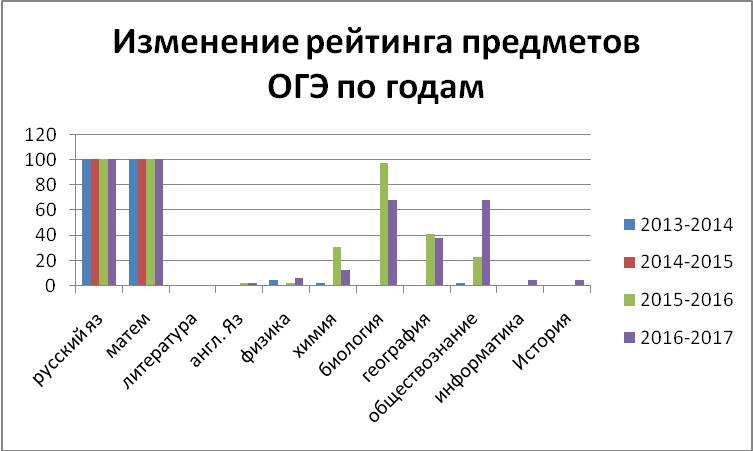 Изменение рейтинга предметов
ОГЭ по годам
120
100
80
60
40
20
0
русский яз
матем
литература
англ. Яз
физика
химия
биология
география
обществознание
информатика
История
2013-2014
2014-2015
2015-2016
2016-2017